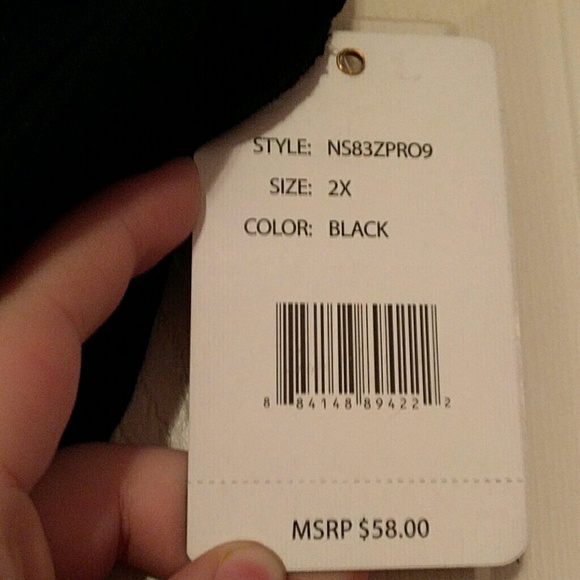 STYLE: NS83ZPRO9
SIZE: 2X
COLOR: BLACK
8 84148 89422 2
MSRP $58.00